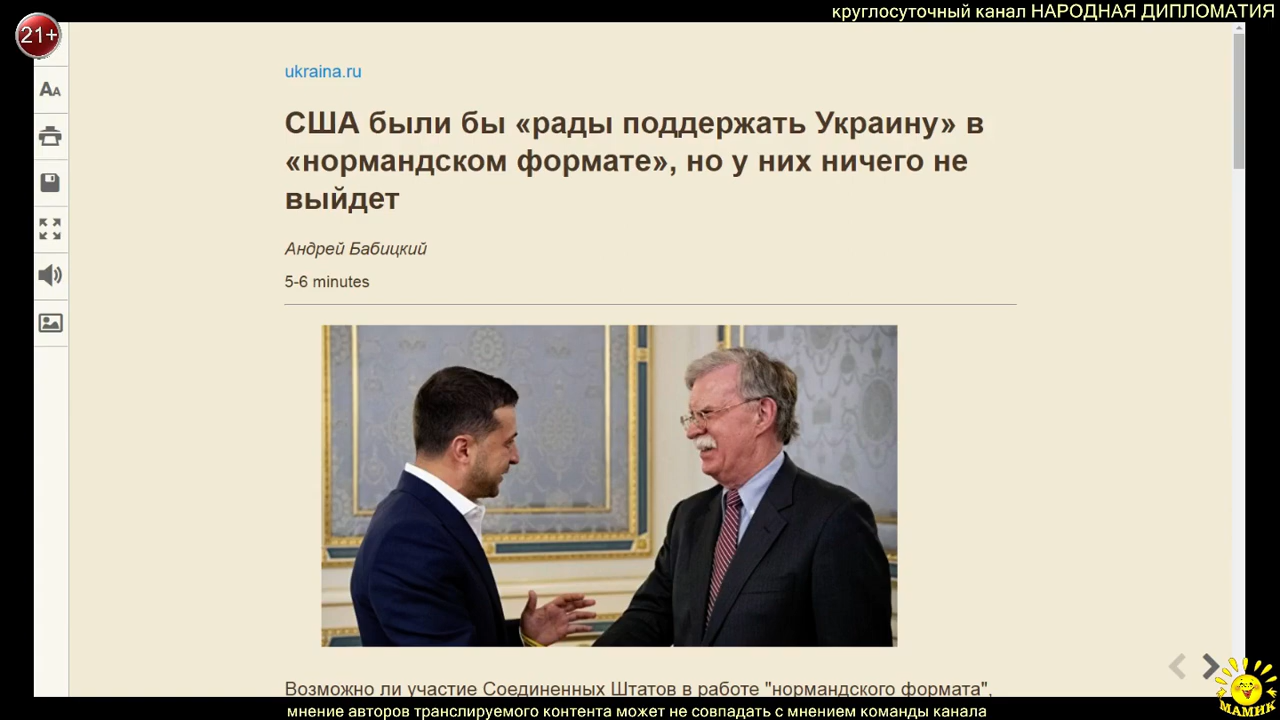 круглосуточный канал НАРОДНАЯ ДИПЛОМАТИЯ
21+
AA
ukraina.ru
США были бы «рады поддержать Украину» в
«нормандском формате», но у них ничего не
выйдет
Андрей Бабицкий
5-6 minutes
Возможно ли участие Соединенных Штатов в работе "нормандского формата",
МАМИК
мнение авторов транслируемого контента может не совпадать с мнением команды канала